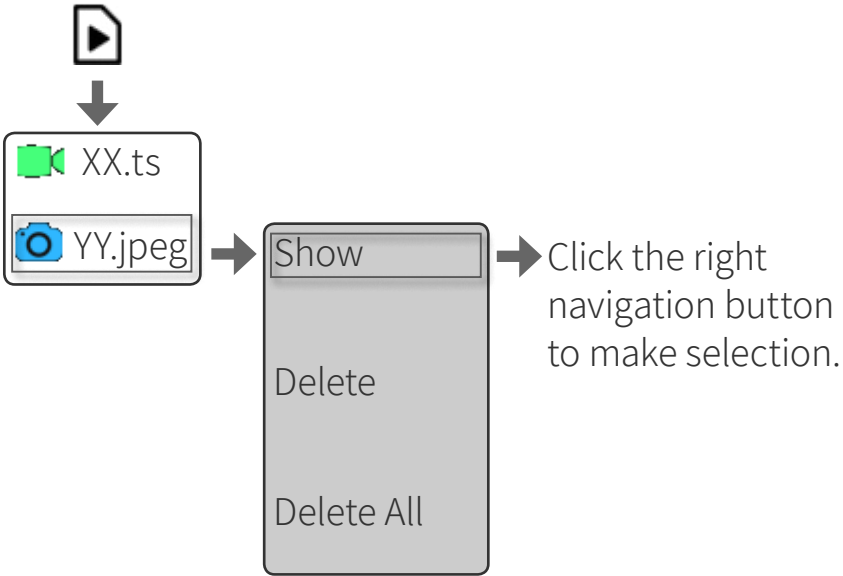 XX.ts
YY.jpeg
Show
Delete
Delete All
Click the right
navigation button
to make selection.